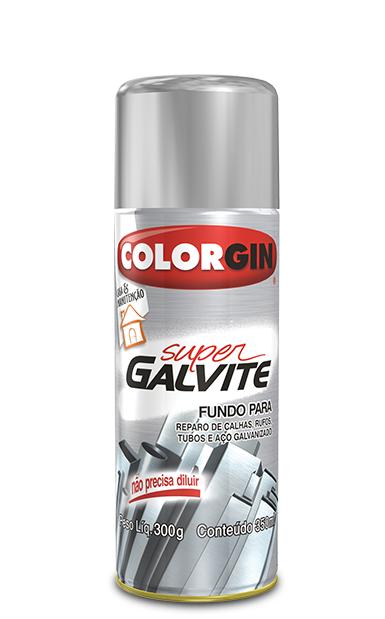 COLORGIN
®
CASA &
MANUTENÇÃO
super
GALVITE
FUNDO PARA
REPARO DE CALHAS, RUFOS,
TUBOS E AÇO GALVANIZADO
não precisa diluir
Peso Líq. 300g Conteúdo 350ml